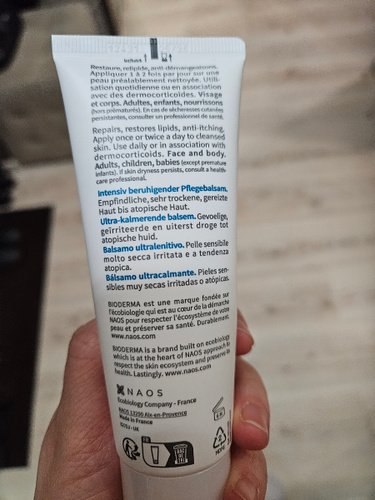 Restaure, relipide, anti-démangeaisons.
Appliquer 1 à 2 fois par jour sur une
peau préalablement nettoyée. Utili-
sation quotidienne ou en association
avec des dermocorticoïdes. Visage
et corps. Adultes, enfants, nourrissons
(hors prématurés). En cas de sécheresses cutanées
persistantes, consulter un professionnel de santé.
Repairs, restores lipids, anti-itching.
Apply once or twice a day to cleansed
skin. Use daily or in association with
dermocorticoids. Face and body.
Adults, children, babies (except premature
infants). If skin dryness persists, consult a health
care professional.
Intensiv beruhigender Pflegebalsam.
Empfindliche, sehr trockene, gereizte
Haut bis atopische Haut.
Ultra-kalmerende balsem. Gevoelige,
geïrriteerde en uiterst droge tot
atopische huid.
Balsamo ultralenitivo. Pelle sensibile
molto secca irritata e a tendenza
atopica.
Bálsamo ultracalmante. Pieles sen-
sibles muy secas irritadas o atópicas.
BIODERMA est une marque fondée sur
l'écobiologie qui est au cœur de la démarche
NAOS pour respecter l'écosystème de votre
peau et préserver sa santé. Durablement.
www.naos.com
BIODERMA is a brand built on ecobiology
which is at the heart of NAOS approach to
respect the skin ecosystem and preserve its
health. Lastingly. www.naos.com
NAOS
Ecobiology Company - France
NAOS 13290 Aix-en-Provence
Made in France